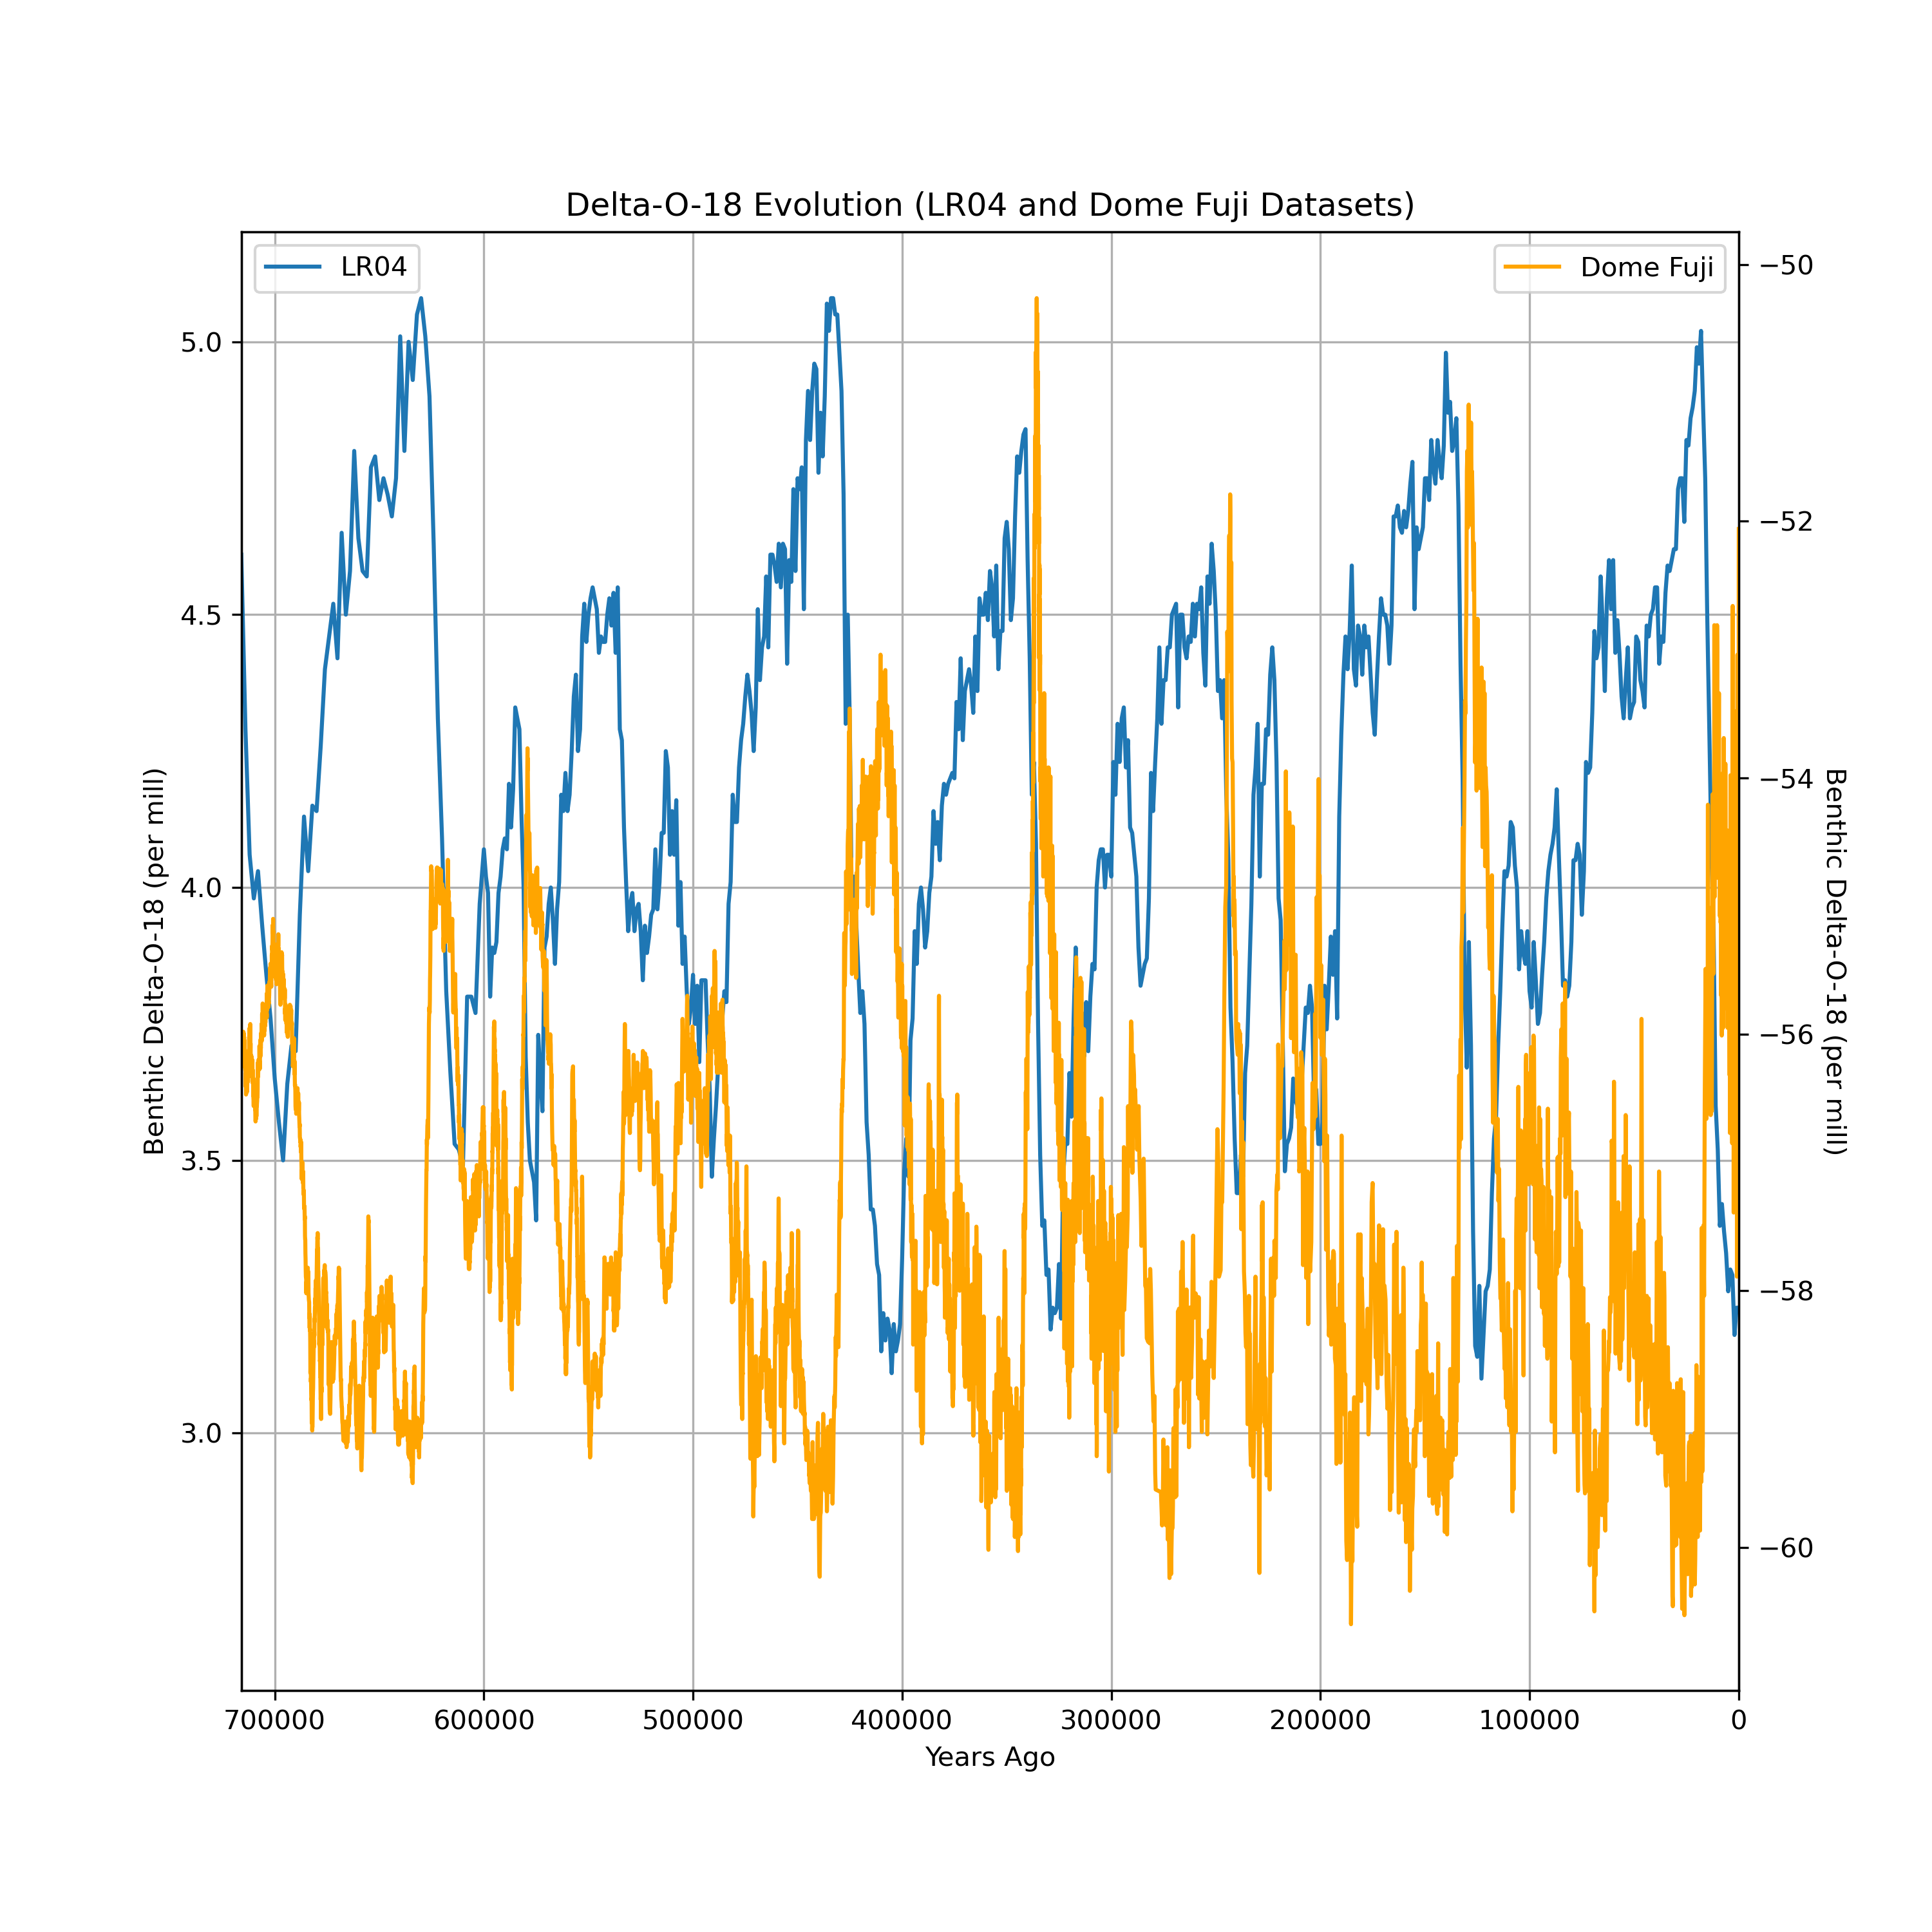 Delta-O-18 Evolution (LR04 and Dome Fuji Datasets)
LR04
Dome Fuji
Benthic Delta-O-18 (per mill)
5.0
4.5
4.0
3.5
3.0
−50
−52
−54
−56
−58
−60
Benthic Delta-O-18 (per mill)
700000 600000 500000 400000 300000 200000 100000 0
Years Ago